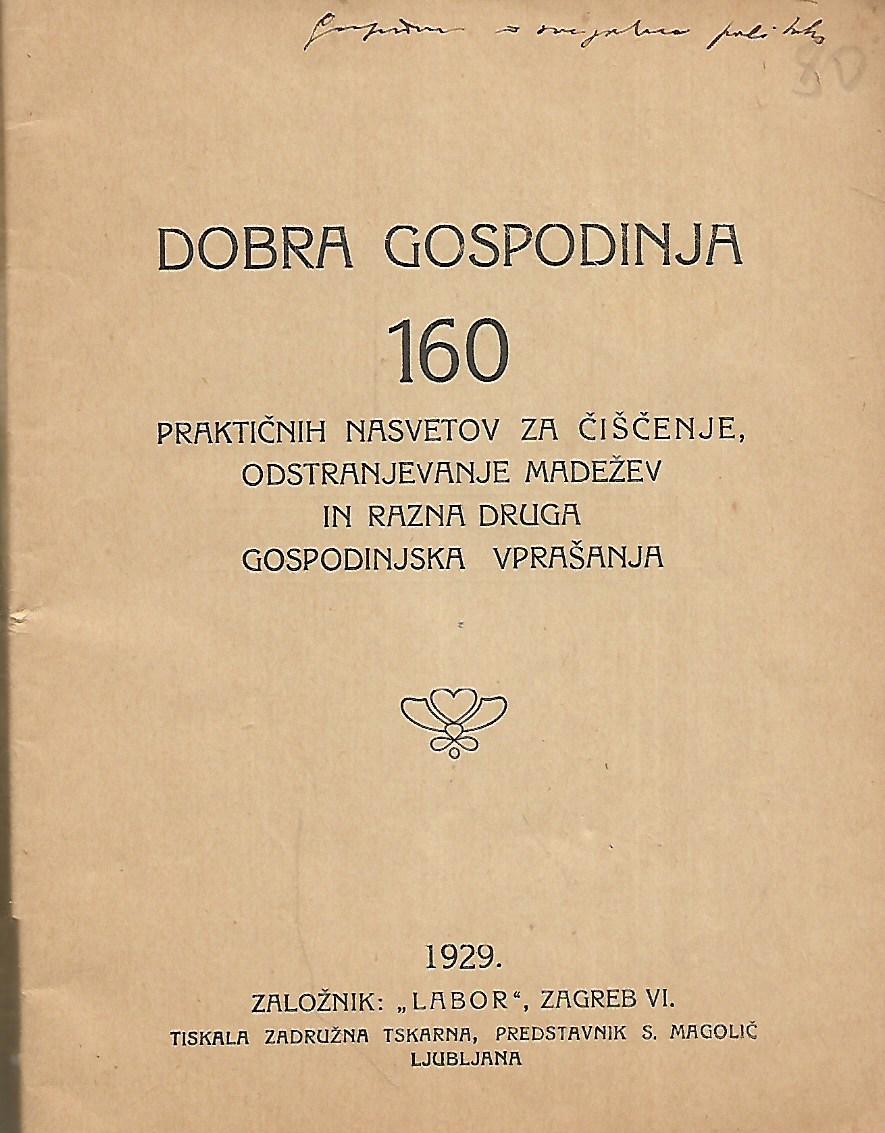 80
DOBRA GOSPODINJA
160
PRAKTIČNIH NASVETOV ZA ČIŠČENJE,
ODSTRANJEVANJE MADEŽEV
IN RAZNA DRUGA
GOSPODINJSKA VPRAŠANJA
1929.
ZALOŽNIK: „LABOR“, ZAGREB VI.
TISKALA ZADRUŽNA TSKARNA, PREDSTAVNIK S. MAGOLIČ
LJUBLJANA